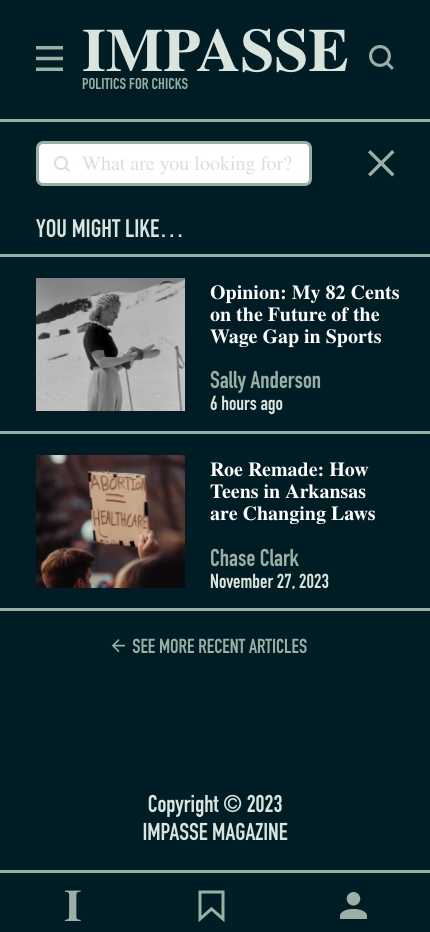 IMPASSE
POLITICS FOR CHICKS
What are you looking for?
YOU MIGHT LIKE...
Opinion: My 82 Cents
on the Future of the
Wage Gap in Sports
Sally Anderson
6 hours ago
ABORTION
=
HEALTHCARE
Roe Remade: How
Teens in Arkansas
are Changing Laws
Chase Clark
November 27, 2023
← SEE MORE RECENT ARTICLES
Copyright © 2023
IMPASSE MAGAZINE
I